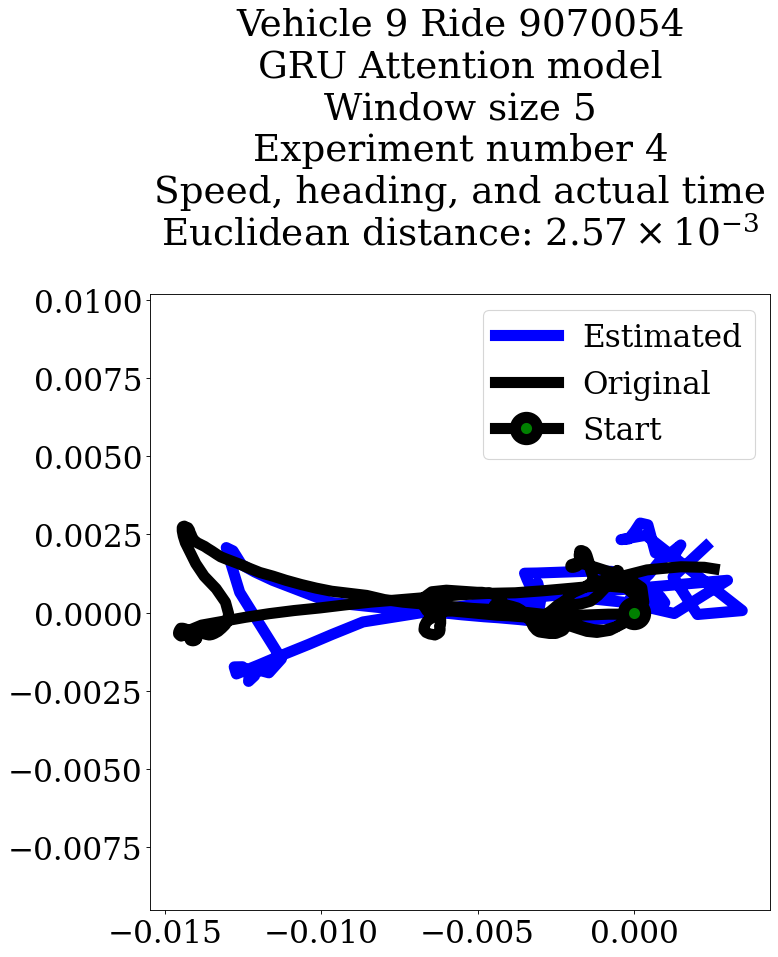 Vehicle 9 Ride 9070054
GRU Attention model
Window size 5
Experiment number 4
Speed, heading, and actual time
Euclidean distance: 2.57 × 10⁻³
0.0100
0.0075
0.0050
0.0025
0.0000
−0.0025
−0.0050
−0.0075
Estimated
Original
Start
−0.015 −0.010 −0.005 0.000